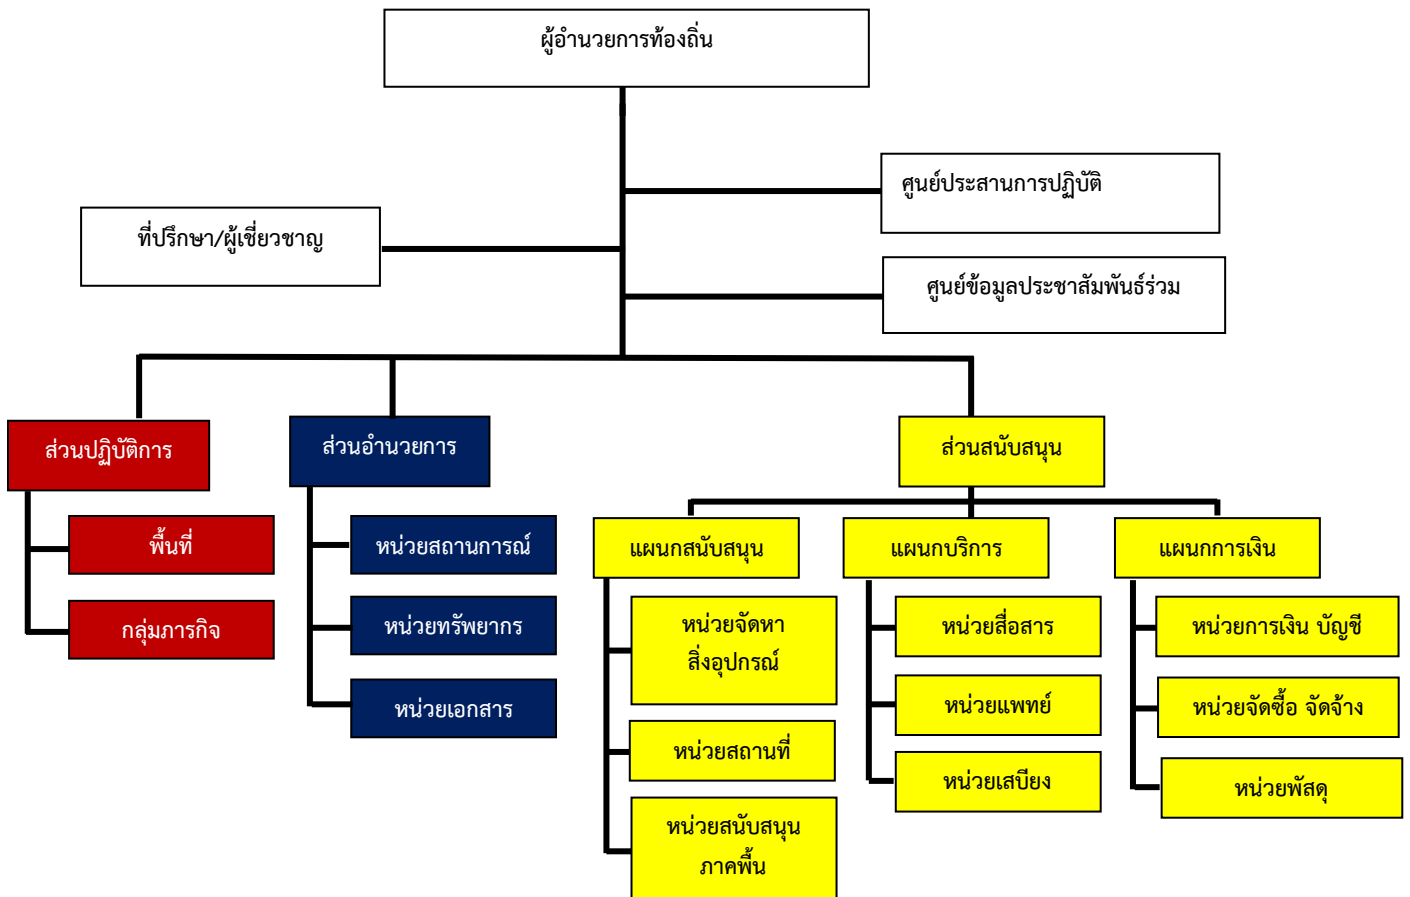 ผู้อำนวยการท้องถิ่น
ศูนย์ประสานการปฏิบัติ
ที่ปรึกษา/ผู้เชี่ยวชาญ
ศูนย์ข้อมูลประชาสัมพันธ์ร่วม
ส่วนปฏิบัติการ
พื้นที่
กลุ่มภารกิจ
ส่วนอำนวยการ
หน่วยสถานการณ์
หน่วยทรัพยากร
หน่วยเอกสาร
ส่วนสนับสนุน
แผนกสนับสนุน
หน่วยจัดหา
สิ่งอุปกรณ์
หน่วยสถานที่
หน่วยสนับสนุน
ภาคพื้น
แผนกบริการ
หน่วยสื่อสาร
หน่วยแพทย์
หน่วยเสบียง
แผนกการเงิน
หน่วยการเงิน บัญชี
หน่วยจัดซื้อ จัดจ้าง
หน่วยพัสดุ